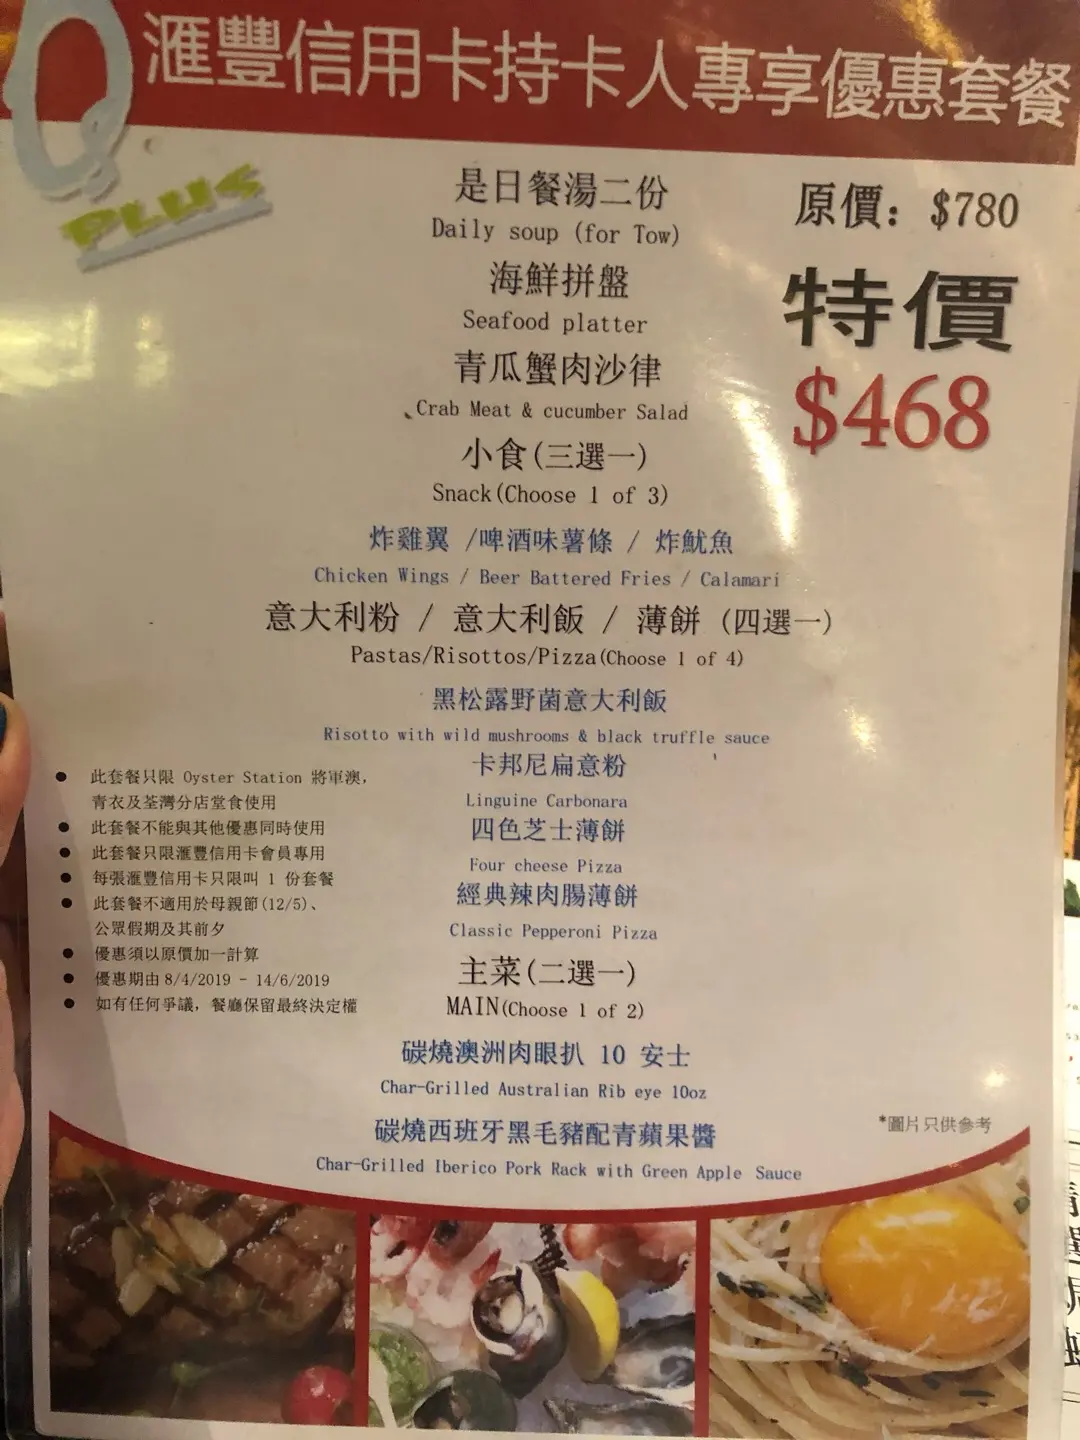 Q PLUS
滙豐信用卡持卡人專享優惠套餐
是日餐湯二份
Daily soup (for Tow)
原價：$780
特價
$468
海鮮拼盤
Seafood platter
青瓜蟹肉沙律
Crab Meat & cucumber Salad
小食(三選一)
Snack(Choose 1 of 3)
炸雞翼 /啤酒味薯條 / 炸魷魚
Chicken Wings / Beer Battered Fries / Calamari
意大利粉 / 意大利飯 / 薄餅 (四選一)
Pastas/Risottos/Pizza(Choose 1 of 4)
黑松露野菌意大利飯
Risotto with wild mushrooms & black truffle sauce
卡邦尼扁意粉
Linguine Carbonara
四色芝士薄餅
Four cheese Pizza
經典辣肉腸薄餅
Classic Pepperoni Pizza
主菜(二選一)
MAIN(Choose 1 of 2)
碳燒澳洲肉眼扒 10 安士
Char-Grilled Australian Rib eye 10oz
碳燒西班牙黑毛豬配青蘋果醬
Char-Grilled Iberico Pork Rack with Green Apple Sauce
● 此套餐只限 Oyster Station 將軍澳，
青衣及荃灣分店堂食使用
● 此套餐不能與其他優惠同時使用
● 此套餐只限滙豐信用卡會員專用
● 每張滙豐信用卡只限叫 1 份套餐
● 此套餐不適用於母親節(12/5)、
公眾假期及其前夕
● 優惠須以原價加一計算
● 優惠期由 8/4/2019 - 14/6/2019
● 如有任何爭議，餐廳保留最終決定權
*圖片只供參考